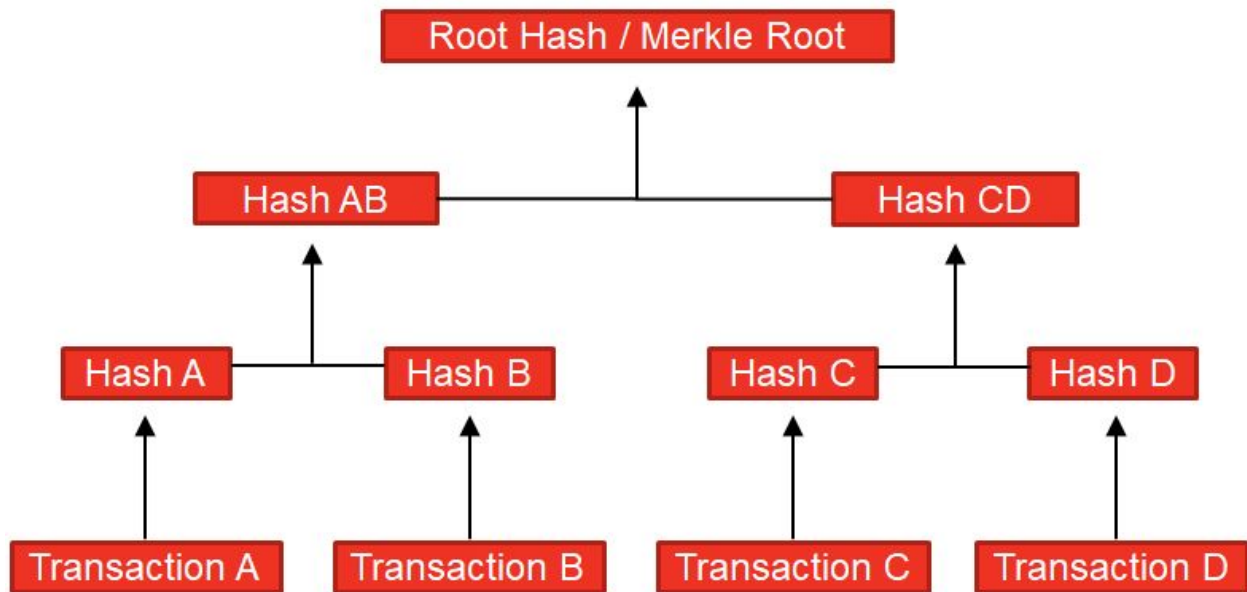 Root Hash / Merkle Root
Hash AB
Hash CD
Hash A
Hash B
Hash C
Hash D
Transaction A
Transaction B
Transaction C
Transaction D